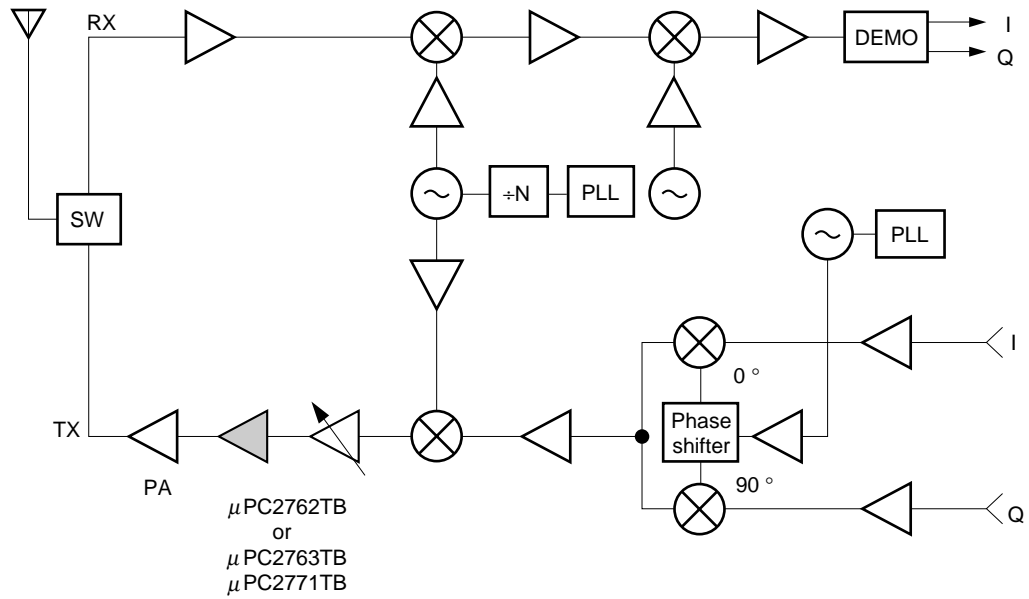 RX
DEMO
I
Q
÷N
PLL
SW
PLL
I
0 °
TX
Phase
shifter
PA
90 °
Q
µPC2762TB
or
µPC2763TB
µPC2771TB